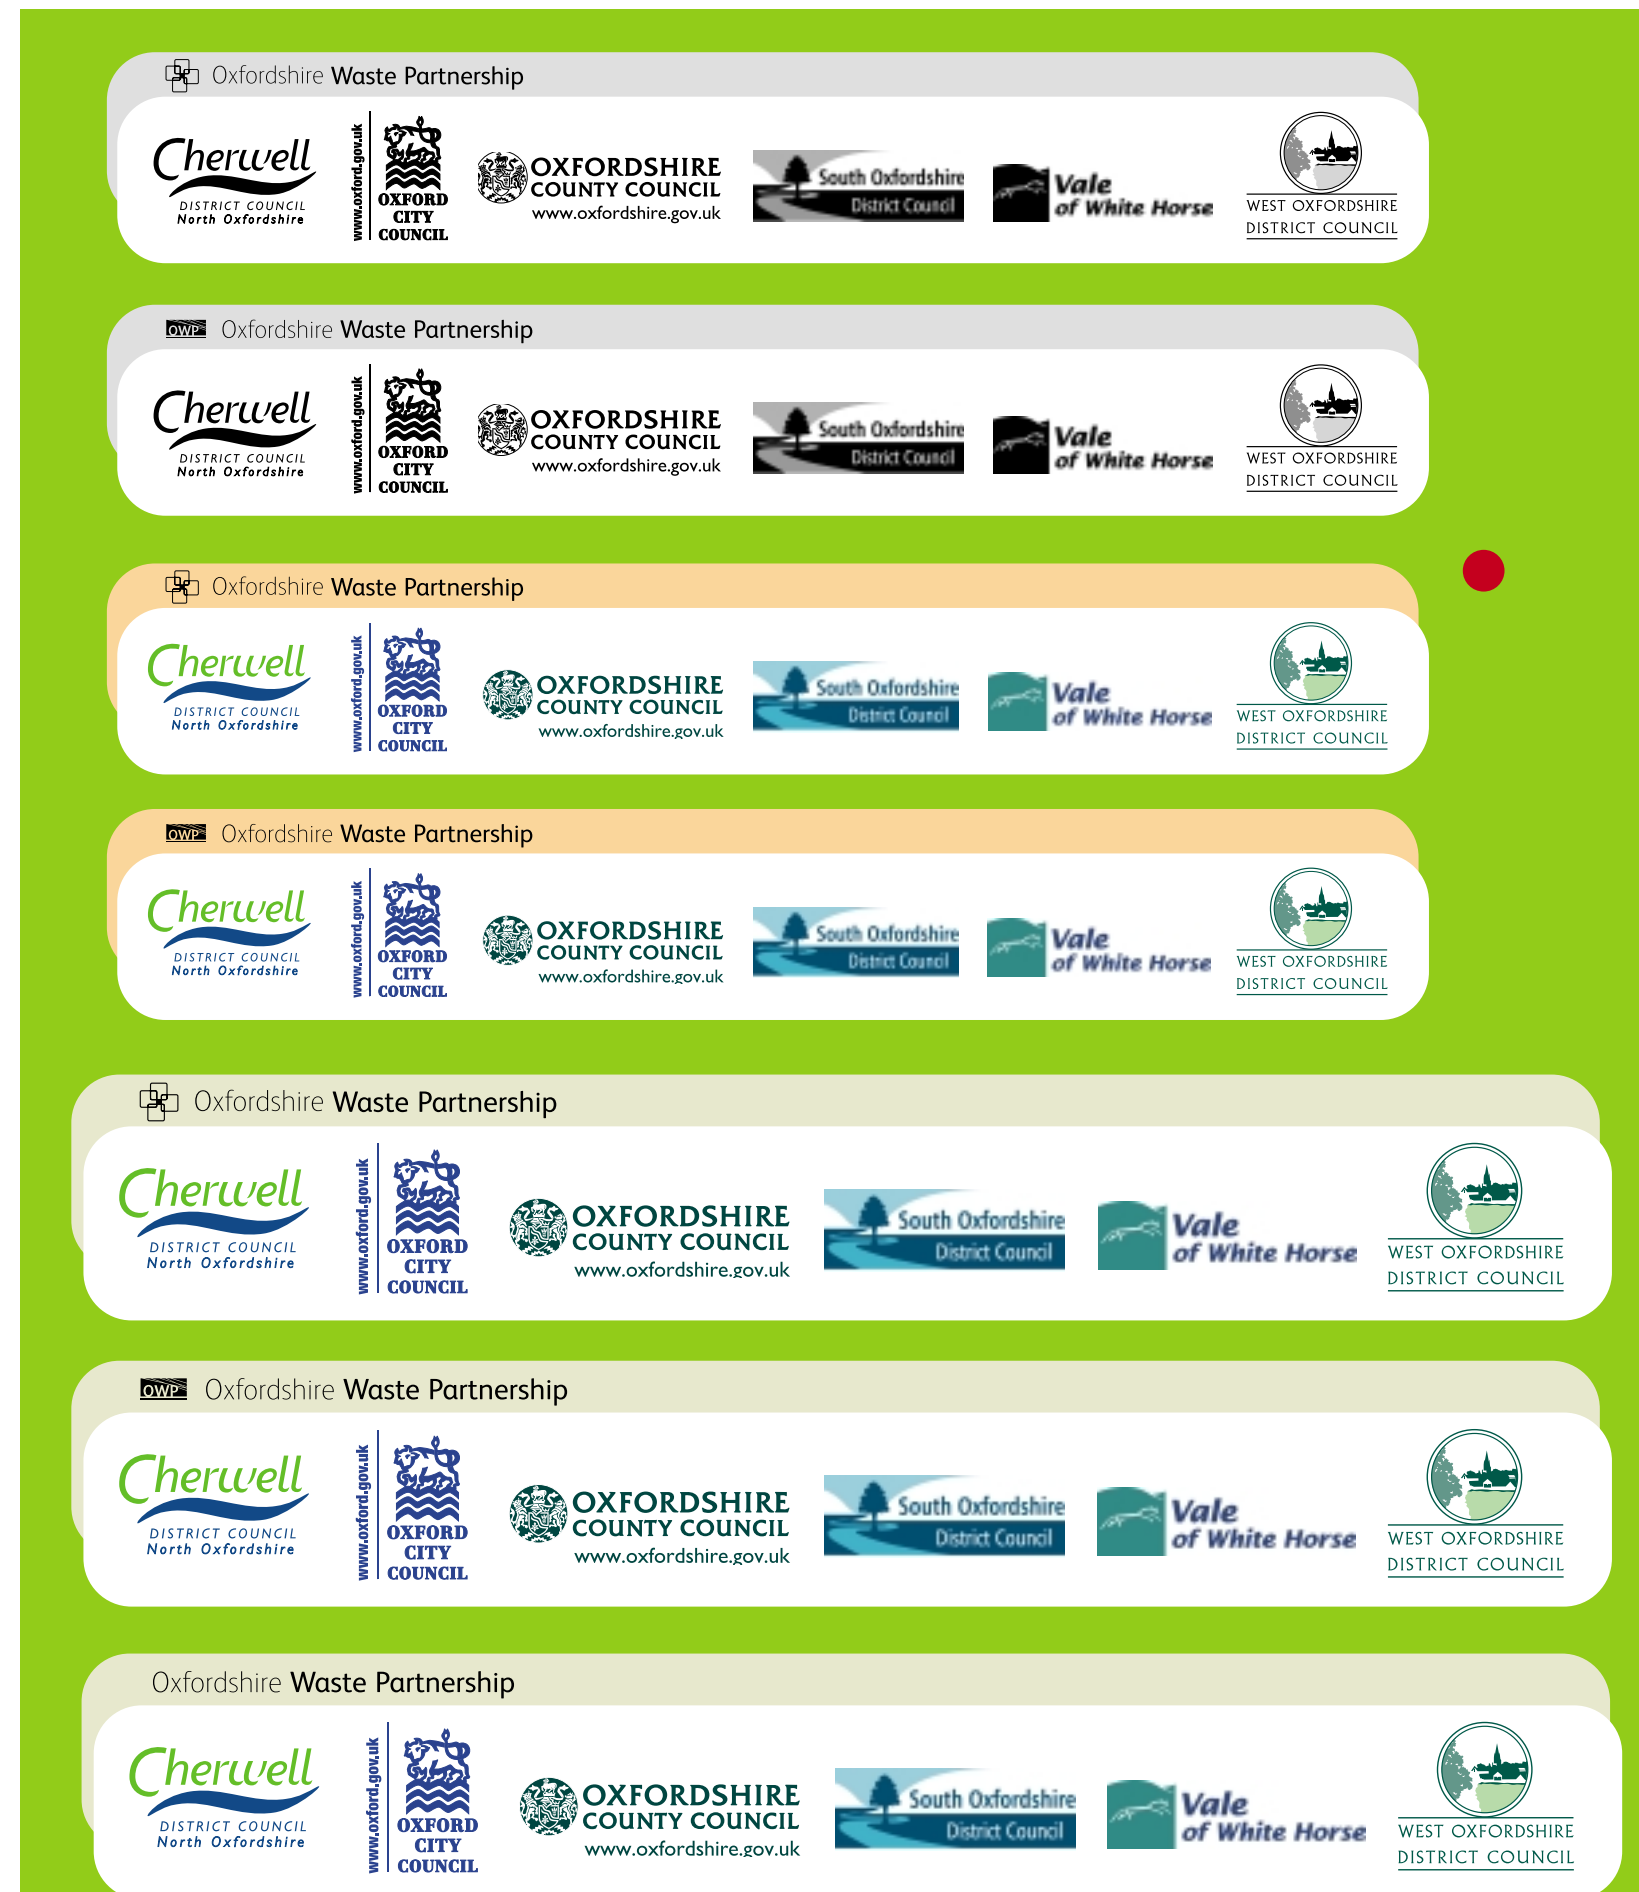 Oxfordshire Waste Partnership
Cherwell
DISTRICT COUNCIL
North Oxfordshire
www.oxford.gov.uk
OXFORD
CITY
COUNCIL
OXFORDSHIRE
COUNTY COUNCIL
www.oxfordshire.gov.uk
South Oxfordshire
District Council
Vale
of White Horse
WEST OXFORDSHIRE
DISTRICT COUNCIL
OWP Oxfordshire Waste Partnership
Cherwell
DISTRICT COUNCIL
North Oxfordshire
www.oxford.gov.uk
OXFORD
CITY
COUNCIL
OXFORDSHIRE
COUNTY COUNCIL
www.oxfordshire.gov.uk
South Oxfordshire
District Council
Vale
of White Horse
WEST OXFORDSHIRE
DISTRICT COUNCIL
Oxfordshire Waste Partnership
Cherwell
DISTRICT COUNCIL
North Oxfordshire
www.oxford.gov.uk
OXFORD
CITY
COUNCIL
OXFORDSHIRE
COUNTY COUNCIL
www.oxfordshire.gov.uk
South Oxfordshire
District Council
Vale
of White Horse
WEST OXFORDSHIRE
DISTRICT COUNCIL
OWP Oxfordshire Waste Partnership
Cherwell
DISTRICT COUNCIL
North Oxfordshire
www.oxford.gov.uk
OXFORD
CITY
COUNCIL
OXFORDSHIRE
COUNTY COUNCIL
www.oxfordshire.gov.uk
South Oxfordshire
District Council
Vale
of White Horse
WEST OXFORDSHIRE
DISTRICT COUNCIL
Oxfordshire Waste Partnership
Cherwell
DISTRICT COUNCIL
North Oxfordshire
www.oxford.gov.uk
OXFORD
CITY
COUNCIL
OXFORDSHIRE
COUNTY COUNCIL
www.oxfordshire.gov.uk
South Oxfordshire
District Council
Vale
of White Horse
WEST OXFORDSHIRE
DISTRICT COUNCIL
OWP Oxfordshire Waste Partnership
Cherwell
DISTRICT COUNCIL
North Oxfordshire
www.oxford.gov.uk
OXFORD
CITY
COUNCIL
OXFORDSHIRE
COUNTY COUNCIL
www.oxfordshire.gov.uk
South Oxfordshire
District Council
Vale
of White Horse
WEST OXFORDSHIRE
DISTRICT COUNCIL
Oxfordshire Waste Partnership
Cherwell
DISTRICT COUNCIL
North Oxfordshire
www.oxford.gov.uk
OXFORD
CITY
COUNCIL
OXFORDSHIRE
COUNTY COUNCIL
www.oxfordshire.gov.uk
South Oxfordshire
District Council
Vale
of White Horse
WEST OXFORDSHIRE
DISTRICT COUNCIL